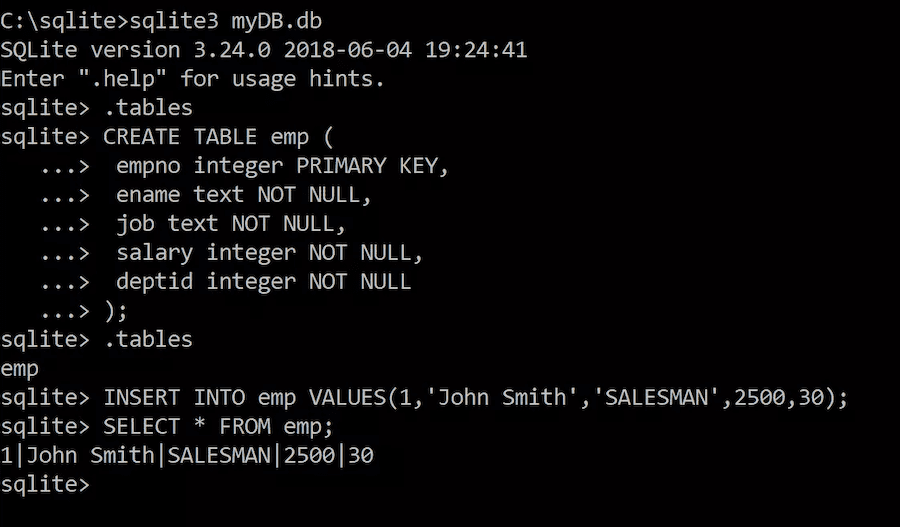 C:\sqlite>sqlite3 myDB.db
SQLite version 3.24.0 2018-06-04 19:24:41
Enter ".help" for usage hints.
sqlite> .tables
sqlite> CREATE TABLE emp (
   ...>  empno integer PRIMARY KEY,
   ...>  ename text NOT NULL,
   ...>  job text NOT NULL,
   ...>  salary integer NOT NULL,
   ...>  deptid integer NOT NULL
   ...> );
sqlite> .tables
emp
sqlite> INSERT INTO emp VALUES(1,'John Smith','SALESMAN',2500,30);
sqlite> SELECT * FROM emp;
1|John Smith|SALESMAN|2500|30
sqlite>